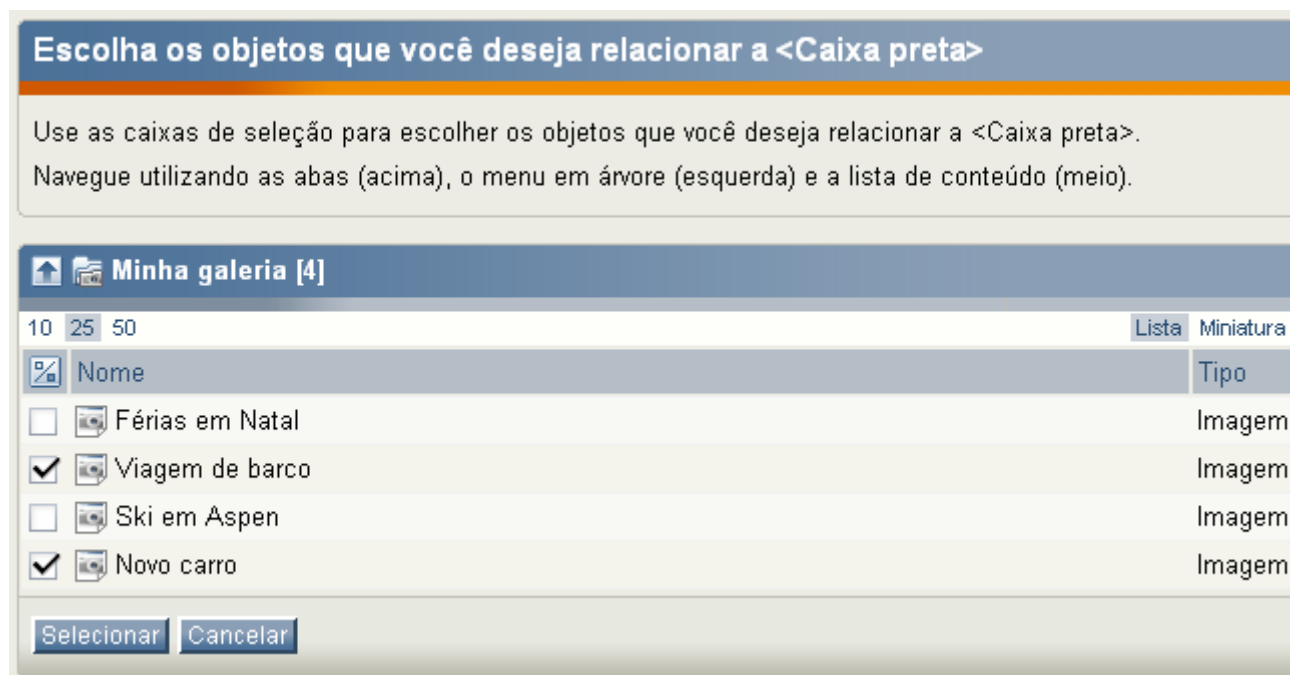 Escolha os objetos que você deseja relacionar a <Caixa preta>
Use as caixas de seleção para escolher os objetos que você deseja relacionar a <Caixa preta>.
Navegue utilizando as abas (acima), o menu em árvore (esquerda) e a lista de conteúdo (meio).
Minha galeria [4]
10 25 50 Lista Miniatura
Nome Tipo
Férias em Natal Imagem
Viagem de barco Imagem
Ski em Aspen Imagem
Novo carro Imagem
Selecionar Cancelar